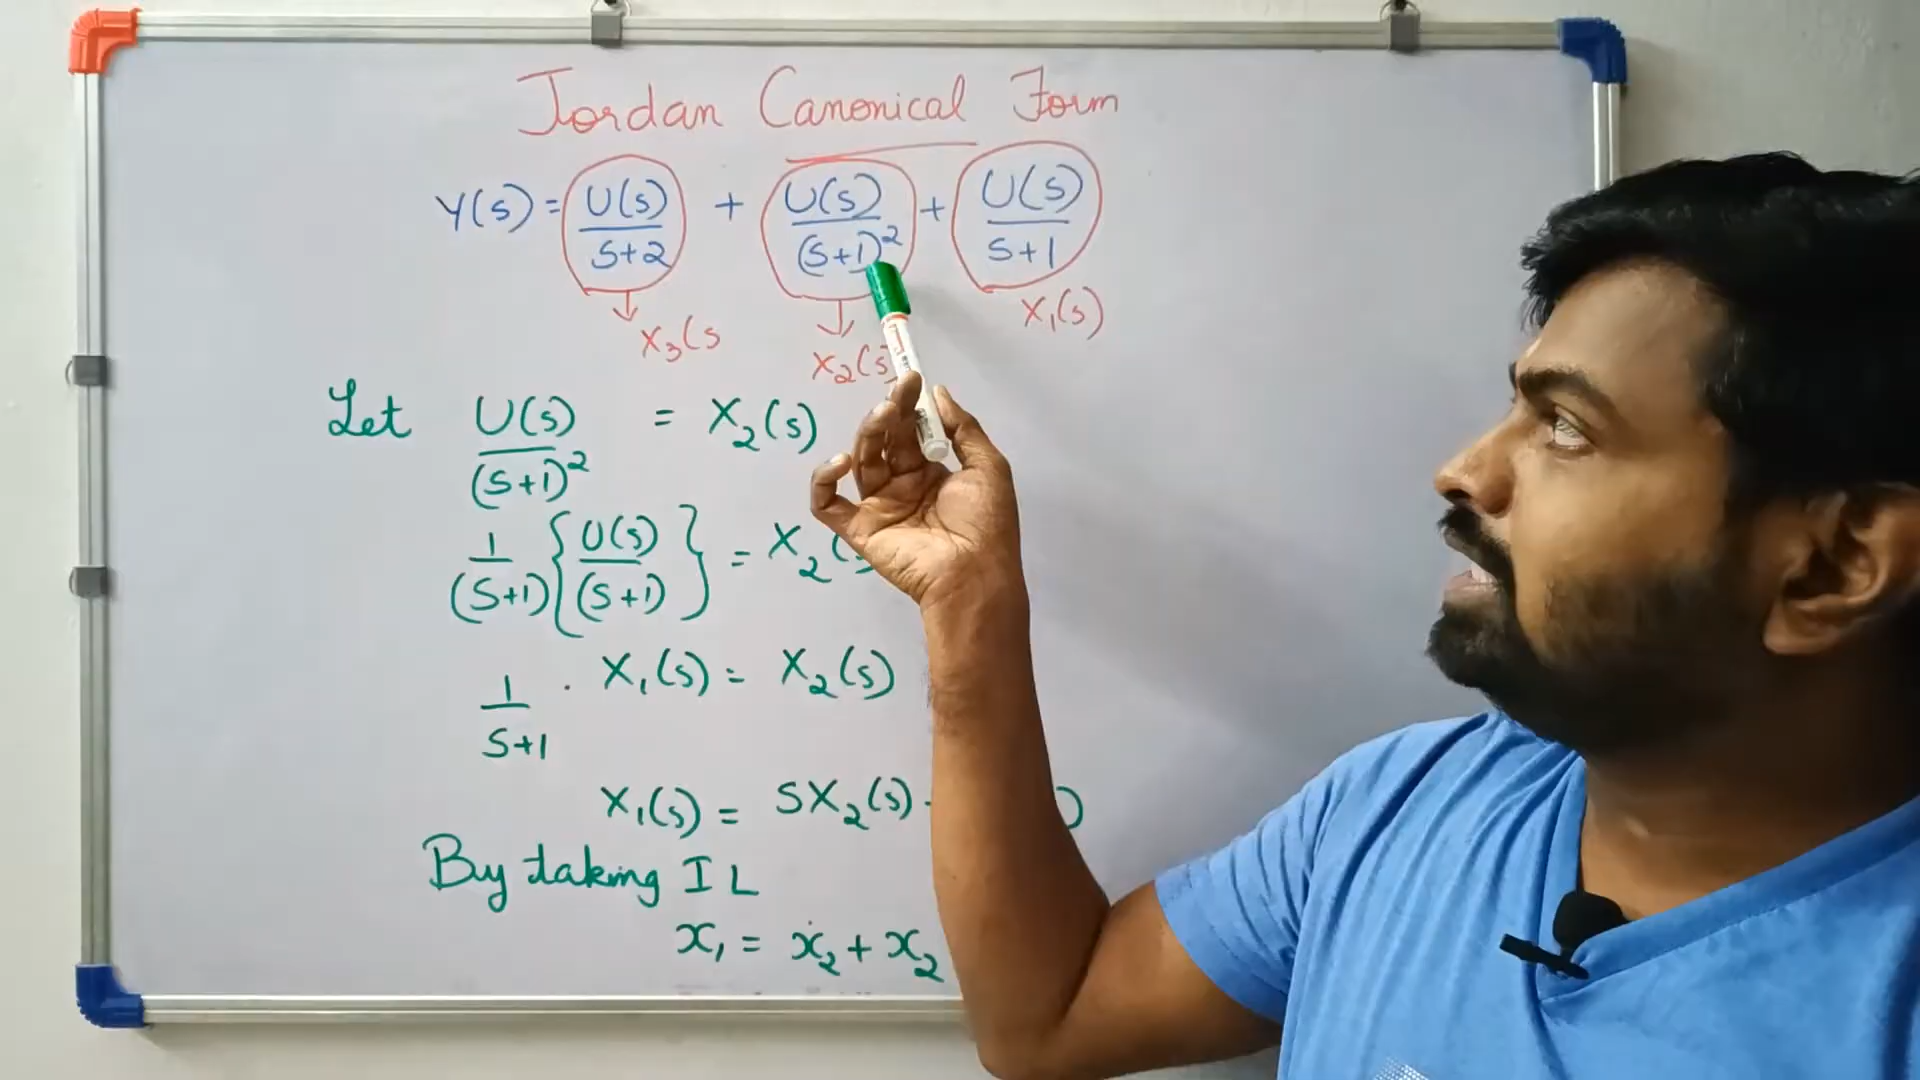 Jordan Canonical Form
Y(s) = U(s)/(s+2) + U(s)/(s+1)² + U(s)/(s+1)
X₃(s X₂(s) X₁(s)
Let U(s)/(s+1)² = X₂(s)
1/(s+1) {U(s)/(s+1)} = X₂(s
1/(s+1) · X₁(s) = X₂(s)
X₁(s) = SX₂(s)
By taking I L
x₁ = ẋ₂ + x₂